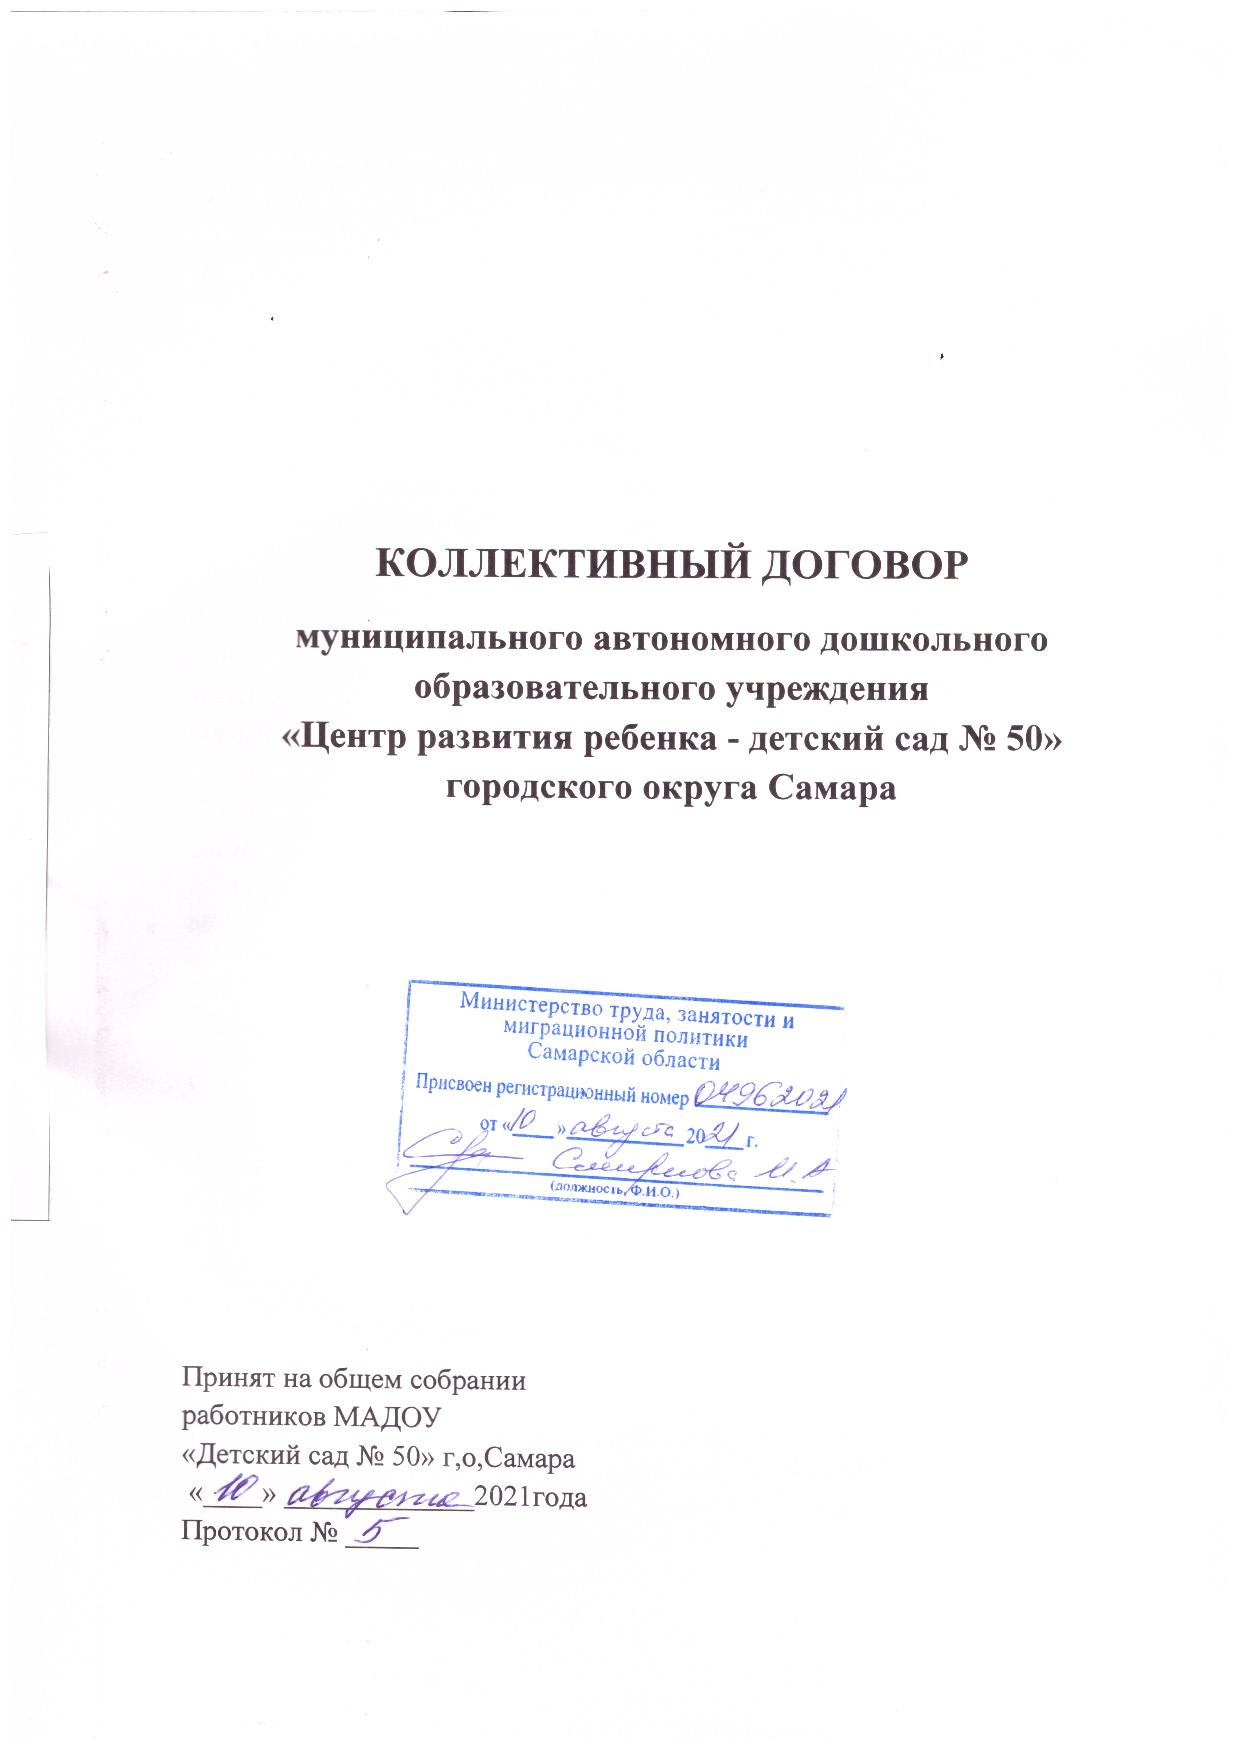 КОЛЛЕКТИВНЫЙ ДОГОВОР
муниципального автономного дошкольного
образовательного учреждения
«Центр развития ребенка - детский сад № 50»
городского округа Самара
Министерство труда, занятости и
миграционной политики
Самарской области
Присвоен регистрационный номер 04962021
от «10» августа 2021 г.
Смирнова И.А
(должность, Ф.И.О.)
Принят на общем собрании
работников МАДОУ
«Детский сад № 50» г,о,Самара
«10» августа 2021года
Протокол № 5